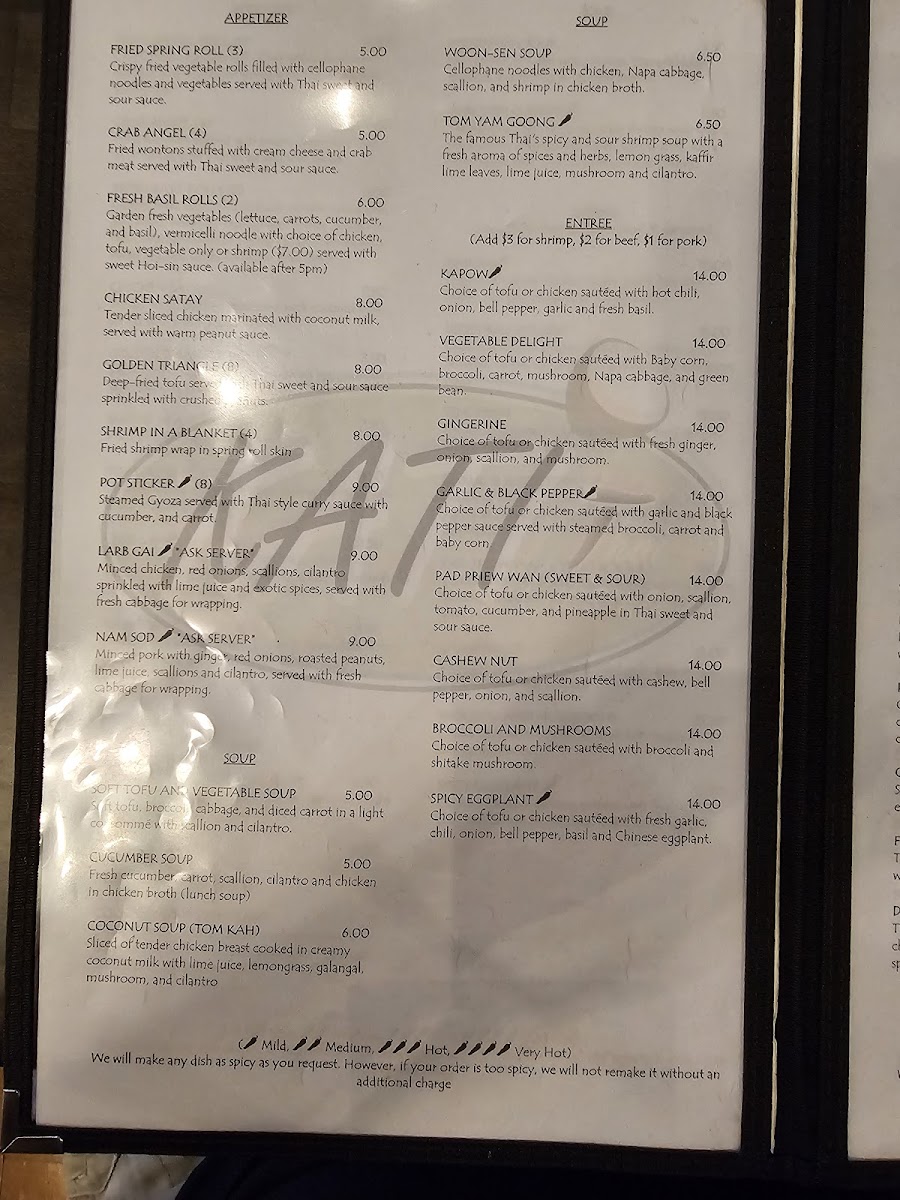 APPETIZER
FRIED SPRING ROLL (3) 5.00
Crispy fried vegetable rolls filled with cellophane
noodles and vegetables served with Thai sweet and
sour sauce.
CRAB ANGEL (4) 5.00
Fried wontons stuffed with cream cheese and crab
meat served with Thai sweet and sour sauce.
FRESH BASIL ROLLS (2) 6.00
Garden fresh vegetables (lettuce, carrots, cucumber,
and basil), vermicelli noodle with choice of chicken,
tofu, vegetable only or shrimp ($7.00) served with
sweet Hoi-sin sauce. (available after 5pm)
CHICKEN SATAY 8.00
Tender sliced chicken marinated with coconut milk,
served with warm peanut sauce.
GOLDEN TRIANGLE (8) 8.00
Deep-fried tofu Thai sweet and sour sauce
sprinkled with crushed
SHRIMP IN A BLANKET (4) 8.00
Fried shrimp wrap in spring roll skin
POT STICKER (8) 9.00
Steamed Gyoza served with Thai style curry sauce with
cucumber, and carrot.
LARB GAI *ASK SERVER* 9.00
Minced chicken, red onions, scallions, cilantro
sprinkled with lime juice and exotic spices, served with
fresh cabbage for wrapping.
NAM SOD *ASK SERVER* 9.00
Minced pork with ginger, red onions, roasted peanuts,
lime juice, scallions and cilantro, served with fresh
cabbage for wrapping.
SOUP
SOFT TOFU AND VEGETABLE SOUP 5.00
Soft tofu, broccoli, cabbage, and diced carrot in a light
consommé with scallion and cilantro.
CUCUMBER SOUP 5.00
Fresh cucumber, carrot, scallion, cilantro and chicken
in chicken broth (lunch soup)
COCONUT SOUP (TOM KAH) 6.00
Sliced of tender chicken breast cooked in creamy
coconut milk with lime juice, lemongrass, galangal,
mushroom, and cilantro
SOUP
WOON-SEN SOUP 6.50
Cellophane noodles with chicken, Napa cabbage,
scallion, and shrimp in chicken broth.
TOM YAM GOONG 6.50
The famous Thai's spicy and sour shrimp soup with a
fresh aroma of spices and herbs, lemon grass, kaffir
lime leaves, lime juice, mushroom and cilantro.
ENTREE
(Add $3 for shrimp, $2 for beef, $1 for pork)
KAPOW 14.00
Choice of tofu or chicken sautéed with hot chili,
onion, bell pepper, garlic and fresh basil.
VEGETABLE DELIGHT 14.00
Choice of tofu or chicken sautéed with Baby corn,
broccoli, carrot, mushroom, Napa cabbage, and green
bean.
GINGERINE 14.00
Choice of tofu or chicken sautéed with fresh ginger,
onion, scallion, and mushroom.
GARLIC & BLACK PEPPER 14.00
Choice of tofu or chicken sautéed with garlic and black
pepper sauce served with steamed broccoli, carrot and
baby corn
PAD PRIEW WAN (SWEET & SOUR) 14.00
Choice of tofu or chicken sautéed with onion, scallion,
tomato, cucumber, and pineapple in Thai sweet and
sour sauce.
CASHEW NUT 14.00
Choice of tofu or chicken sautéed with cashew, bell
pepper, onion, and scallion.
BROCCOLI AND MUSHROOMS 14.00
Choice of tofu or chicken sautéed with broccoli and
shitake mushroom.
SPICY EGGPLANT 14.00
Choice of tofu or chicken sautéed with fresh garlic,
chili, onion, bell pepper, basil and Chinese eggplant.
KATI
( Mild, Medium, Hot, Very Hot)
We will make any dish as spicy as you request. However, if your order is too spicy, we will not remake it without an
additional charge